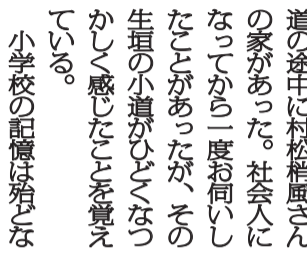 道の途中に村松梢風さん
の家があった。社会人に
なってから一度お伺いし
たことがあったが、その
生垣の小道がひどくなつ
かしく感じたことを覚え
ている。
小学校の記憶は殆どな